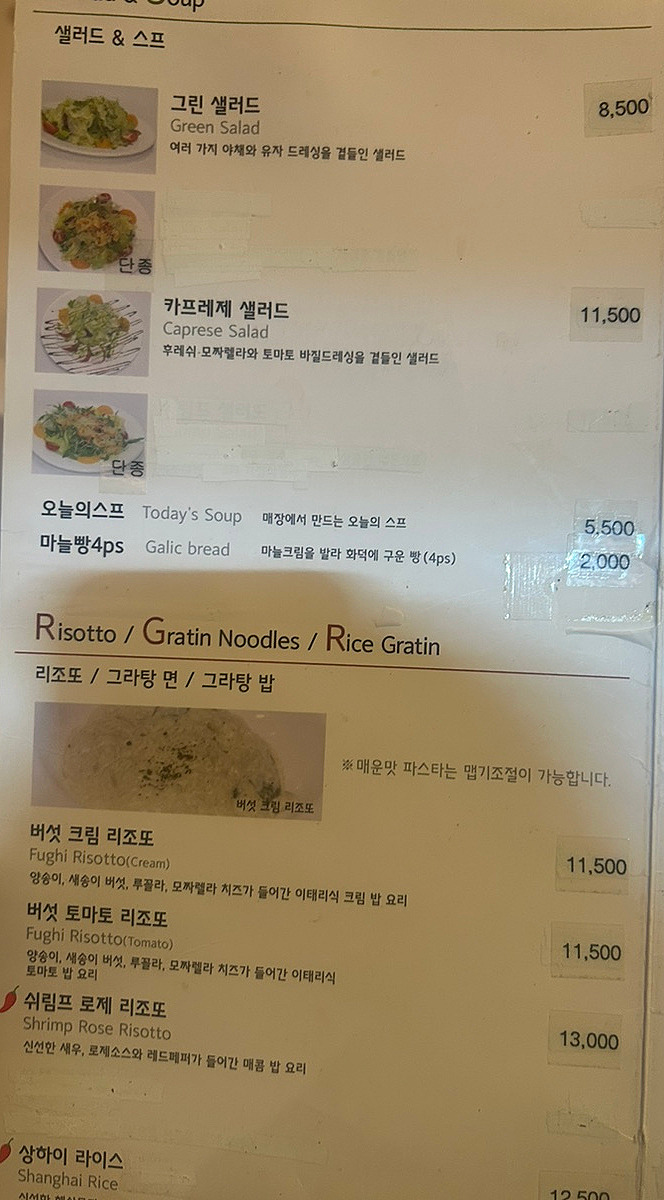 & Soup
샐러드 & 스프
그린 샐러드
8,500
Green Salad
여러 가지 야채와 유자 드레싱을 곁들인 샐러드
단종
카프레제 샐러드
11,500
Caprese Salad
후레쉬 모짜렐라와 토마토 바질드레싱을 곁들인 샐러드
단종
오늘의스프 Today's Soup 매장에서 만드는 오늘의 스프 5,500
마늘빵4ps Galic bread 마늘크림을 발라 화덕에 구운 빵(4ps) 2,000
Risotto / Gratin Noodles / Rice Gratin
리조또 / 그라탕 면 / 그라탕 밥
※매운맛 파스타는 맵기조절이 가능합니다.
버섯 크림 리조또
버섯 크림 리조또
Fughi Risotto(Cream)
11,500
양송이, 새송이 버섯, 루꼴라, 모짜렐라 치즈가 들어간 이태리식 크림 밥 요리
버섯 토마토 리조또
Fughi Risotto(Tomato)
11,500
양송이, 새송이 버섯, 루꼴라, 모짜렐라 치즈가 들어간 이태리식
토마토 밥 요리
쉬림프 로제 리조또
Shrimp Rose Risotto
13,000
신선한 새우, 로제소스와 레드페퍼가 들어간 매콤 밥 요리
상하이 라이스
Shanghai Rice
12,500